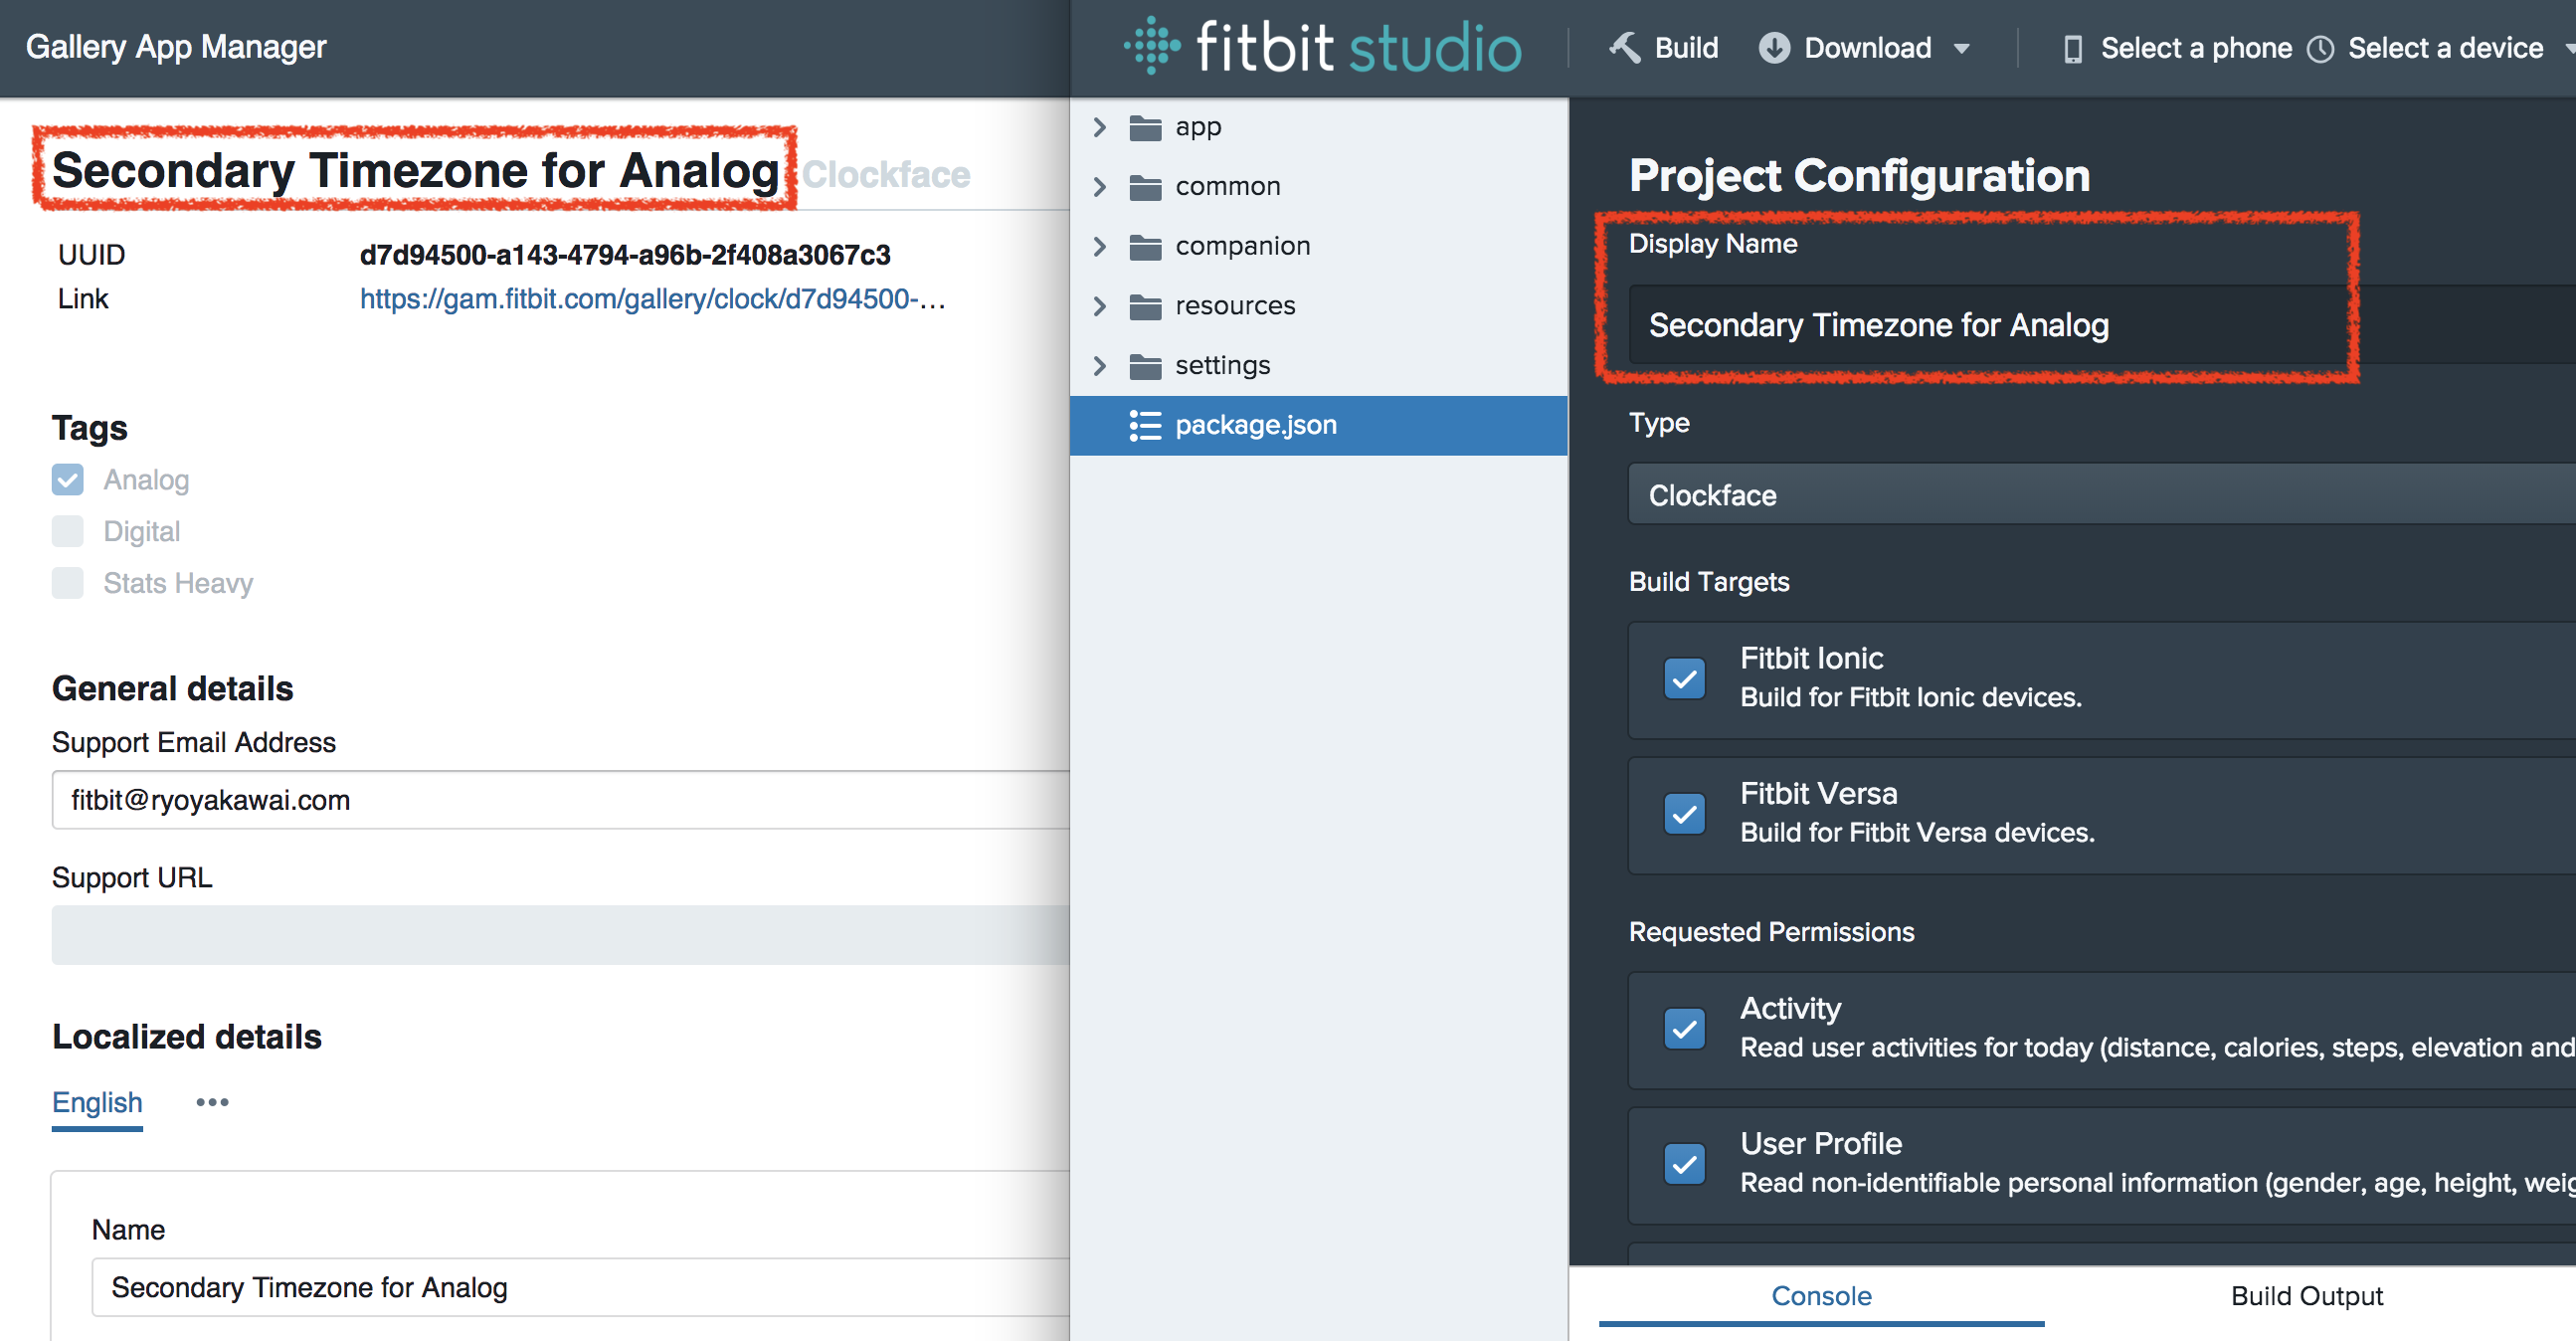 Gallery App Manager
Secondary Timezone for Analog Clockface
UUID d7d94500-a143-4794-a96b-2f408a3067c3
Link https://gam.fitbit.com/gallery/clock/d7d94500-...
Tags
Analog
Digital
Stats Heavy
General details
Support Email Address
fitbit@ryoyakawai.com
Support URL
Localized details
English •••
Name
Secondary Timezone for Analog
fitbit studio Build Download Select a phone Select a device
app
common
companion
resources
settings
package.json
Project Configuration
Display Name
Secondary Timezone for Analog
Type
Clockface
Build Targets
Fitbit Ionic
Build for Fitbit Ionic devices.
Fitbit Versa
Build for Fitbit Versa devices.
Requested Permissions
Activity
Read user activities for today (distance, calories, steps, elevation and
User Profile
Read non-identifiable personal information (gender, age, height,
Console Build Output